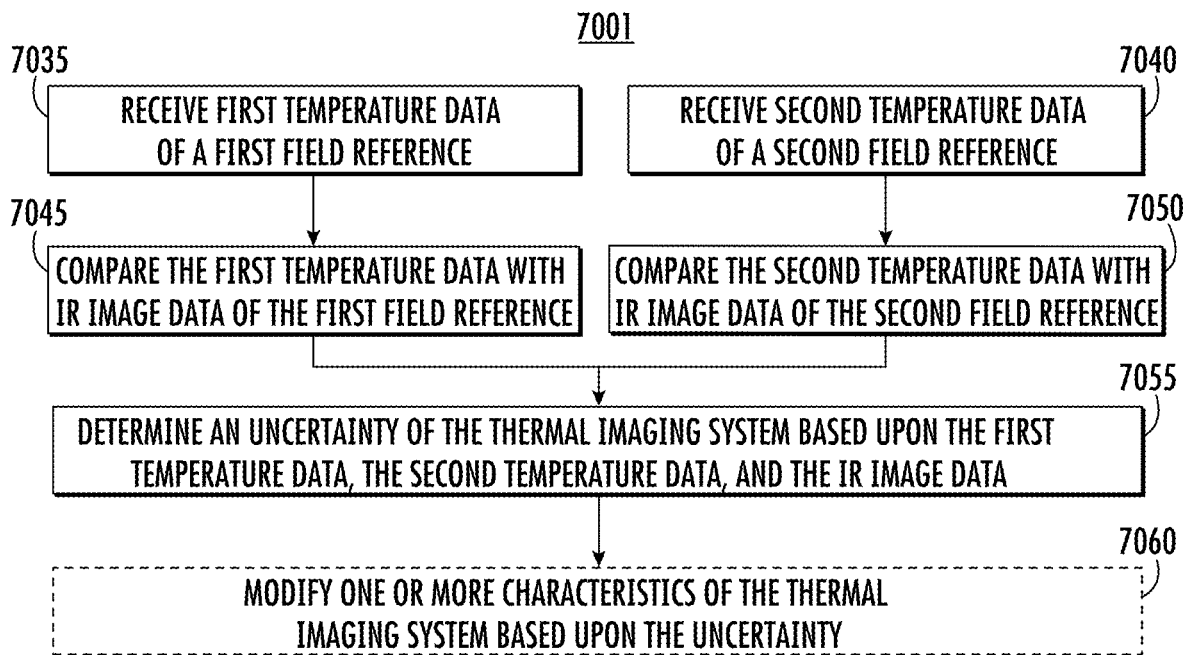 7001
7035
RECEIVE FIRST TEMPERATURE DATA
OF A FIRST FIELD REFERENCE
7040
RECEIVE SECOND TEMPERATURE DATA
OF A SECOND FIELD REFERENCE
7045
COMPARE THE FIRST TEMPERATURE DATA WITH
IR IMAGE DATA OF THE FIRST FIELD REFERENCE
7050
COMPARE THE SECOND TEMPERATURE DATA WITH
IR IMAGE DATA OF THE SECOND FIELD REFERENCE
7055
DETERMINE AN UNCERTAINTY OF THE THERMAL IMAGING SYSTEM BASED UPON THE FIRST
TEMPERATURE DATA, THE SECOND TEMPERATURE DATA, AND THE IR IMAGE DATA
7060
MODIFY ONE OR MORE CHARACTERISTICS OF THE THERMAL
IMAGING SYSTEM BASED UPON THE UNCERTAINTY